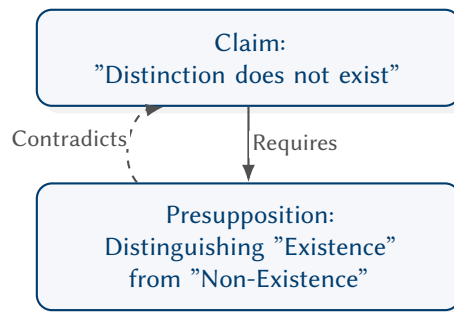 Claim:
”Distinction does not exist”
Contradicts
Requires
Presupposition:
Distinguishing ”Existence”
from ”Non-Existence”